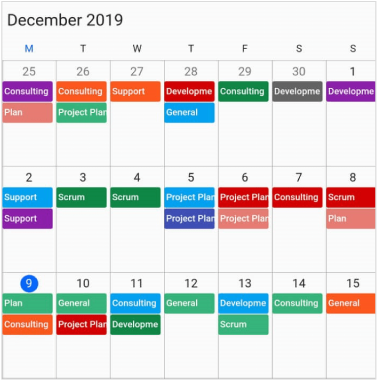 December 2019
M T W T F S S
25 26 27 28 29 30 1
Consulting Consulting Support Developme Consulting Developme Developme
Plan Project Plan General
2 3 4 5 6 7 8
Support Scrum Scrum Project Plan Project Plan Consulting Scrum
Support Project Plan Project Plan Plan
9 10 11 12 13 14 15
Plan General Consulting General Developme Consulting General
Consulting Project Plan Developme Scrum